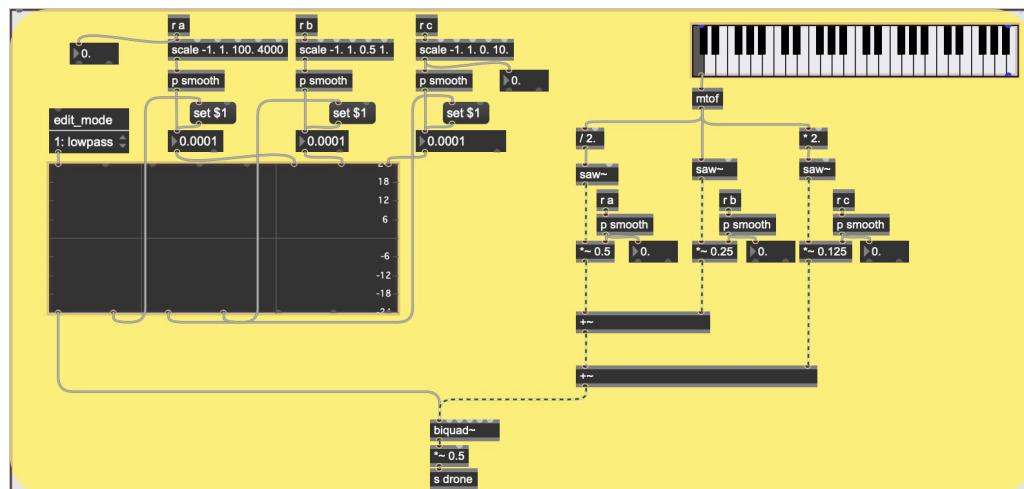 r a
r b
r c
0.
scale -1. 1. 100. 4000
scale -1. 1. 0.5 1.
scale -1. 1. 0. 10.
p smooth
p smooth
p smooth
0.
mtof
edit_mode
set $1
set $1
set $1
1: lowpass
0.0001
0.0001
0.0001
/ 2.
* 2.
saw~
saw~
saw~
24
18
12
6
-6
-12
-18
-24
r a
r b
r c
p smooth
p smooth
p smooth
*~ 0.5
0.
*~ 0.25
0.
*~ 0.125
0.
+~
+~
biquad~
*~ 0.5
s drone